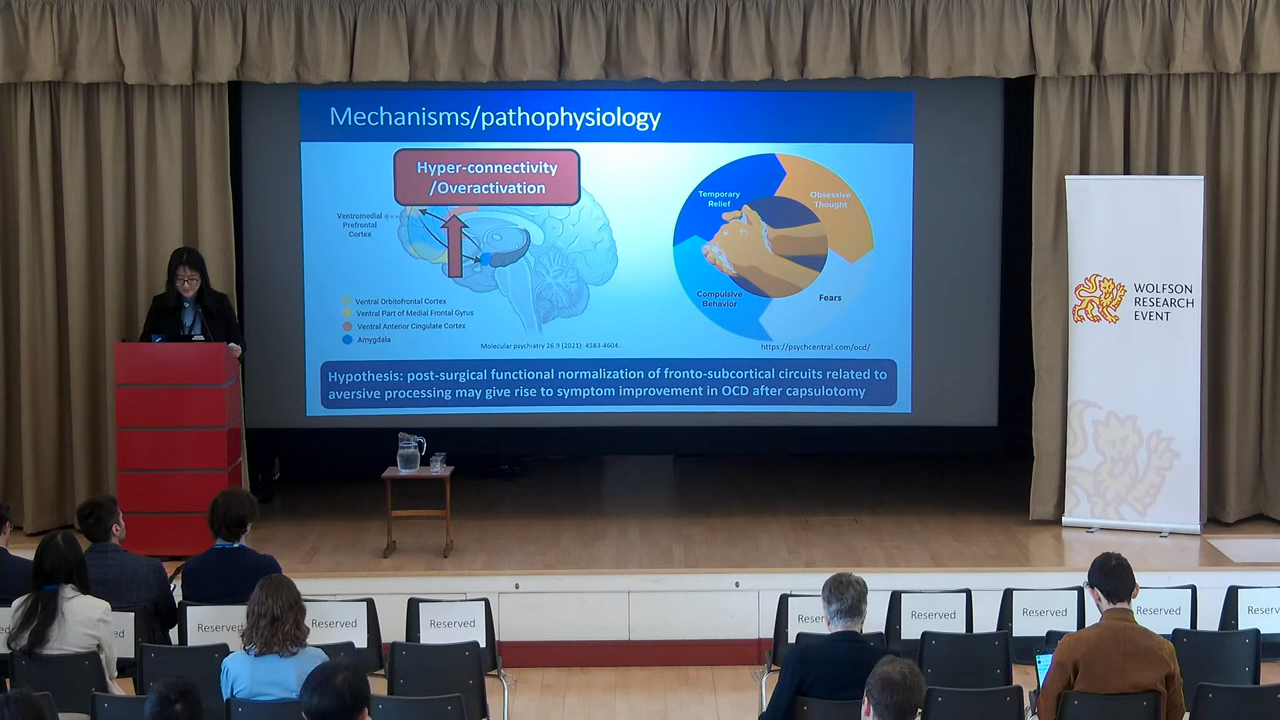 Mechanisms/pathophysiology
Hyper-connectivity
/Overactivation
Ventromedial
Prefrontal
Cortex
Ventral Orbitofrontal Cortex
Ventral Part of Medial Frontal Gyrus
Ventral Anterior Cingulate Cortex
Amygdala
Molecular psychiatry 26.9 (2021): 4583-4604.
Temporary
Relief
Obsessive
Thought
Compulsive
Behavior
Fears
https://psychcentral.com/ocd/
Hypothesis: post-surgical functional normalization of fronto-subcortical circuits related to
aversive processing may give rise to symptom improvement in OCD after capsulotomy
WOLFSON
RESEARCH
EVENT
Reserved
Reserved
Reserved
Reserved
Reserved
Reserved